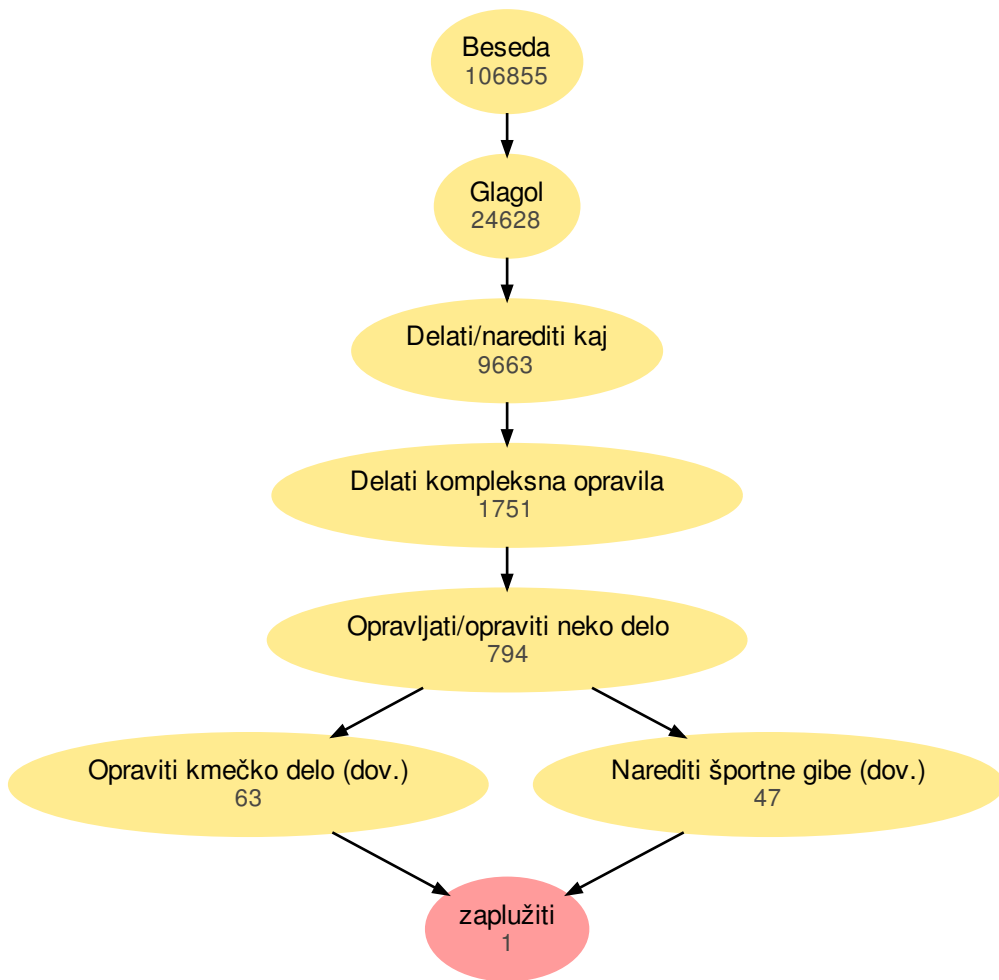 Beseda
106855
Glagol
24628
Delati/narediti kaj
9663
Delati kompleksna opravila
1751
Opravljati/opraviti neko delo
794
Opraviti kmečko delo (dov.)
63
Narediti športne gibe (dov.)
47
zaplužiti
1